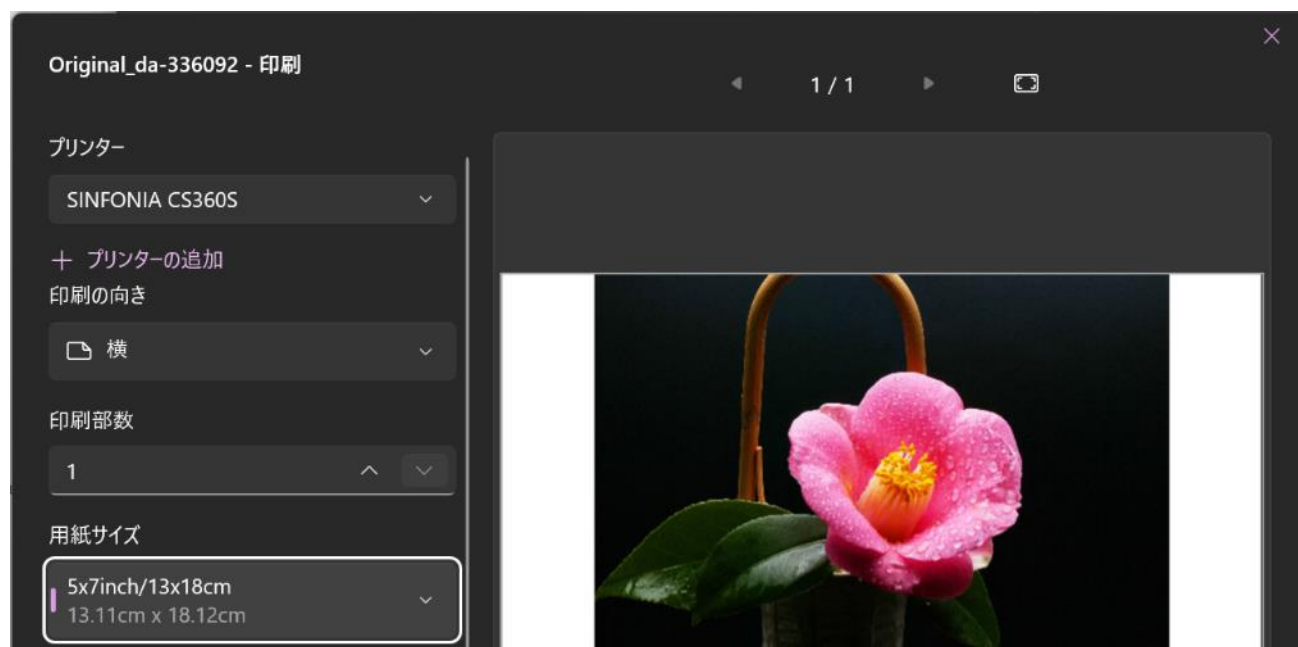 Original_da-336092 - 印刷
1 / 1
プリンター
SINFONIA CS360S
プリンターの追加
印刷の向き
横
印刷部数
1
用紙サイズ
5x7inch/13x18cm
13.11cm x 18.12cm